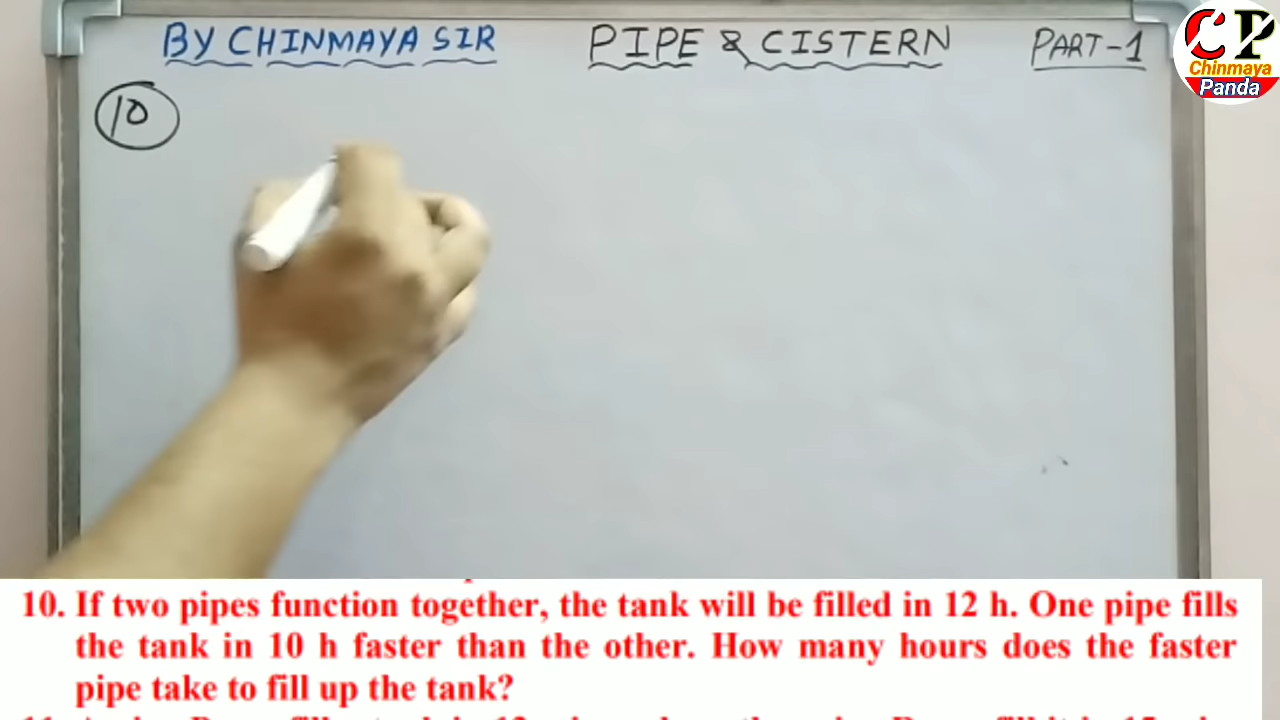 BY CHINMAYA SIR PIPE & CISTERN PART-1
CP
Chinmaya
Panda
10
10. If two pipes function together, the tank will be filled in 12 h. One pipe fills
the tank in 10 h faster than the other. How many hours does the faster
pipe take to fill up the tank?